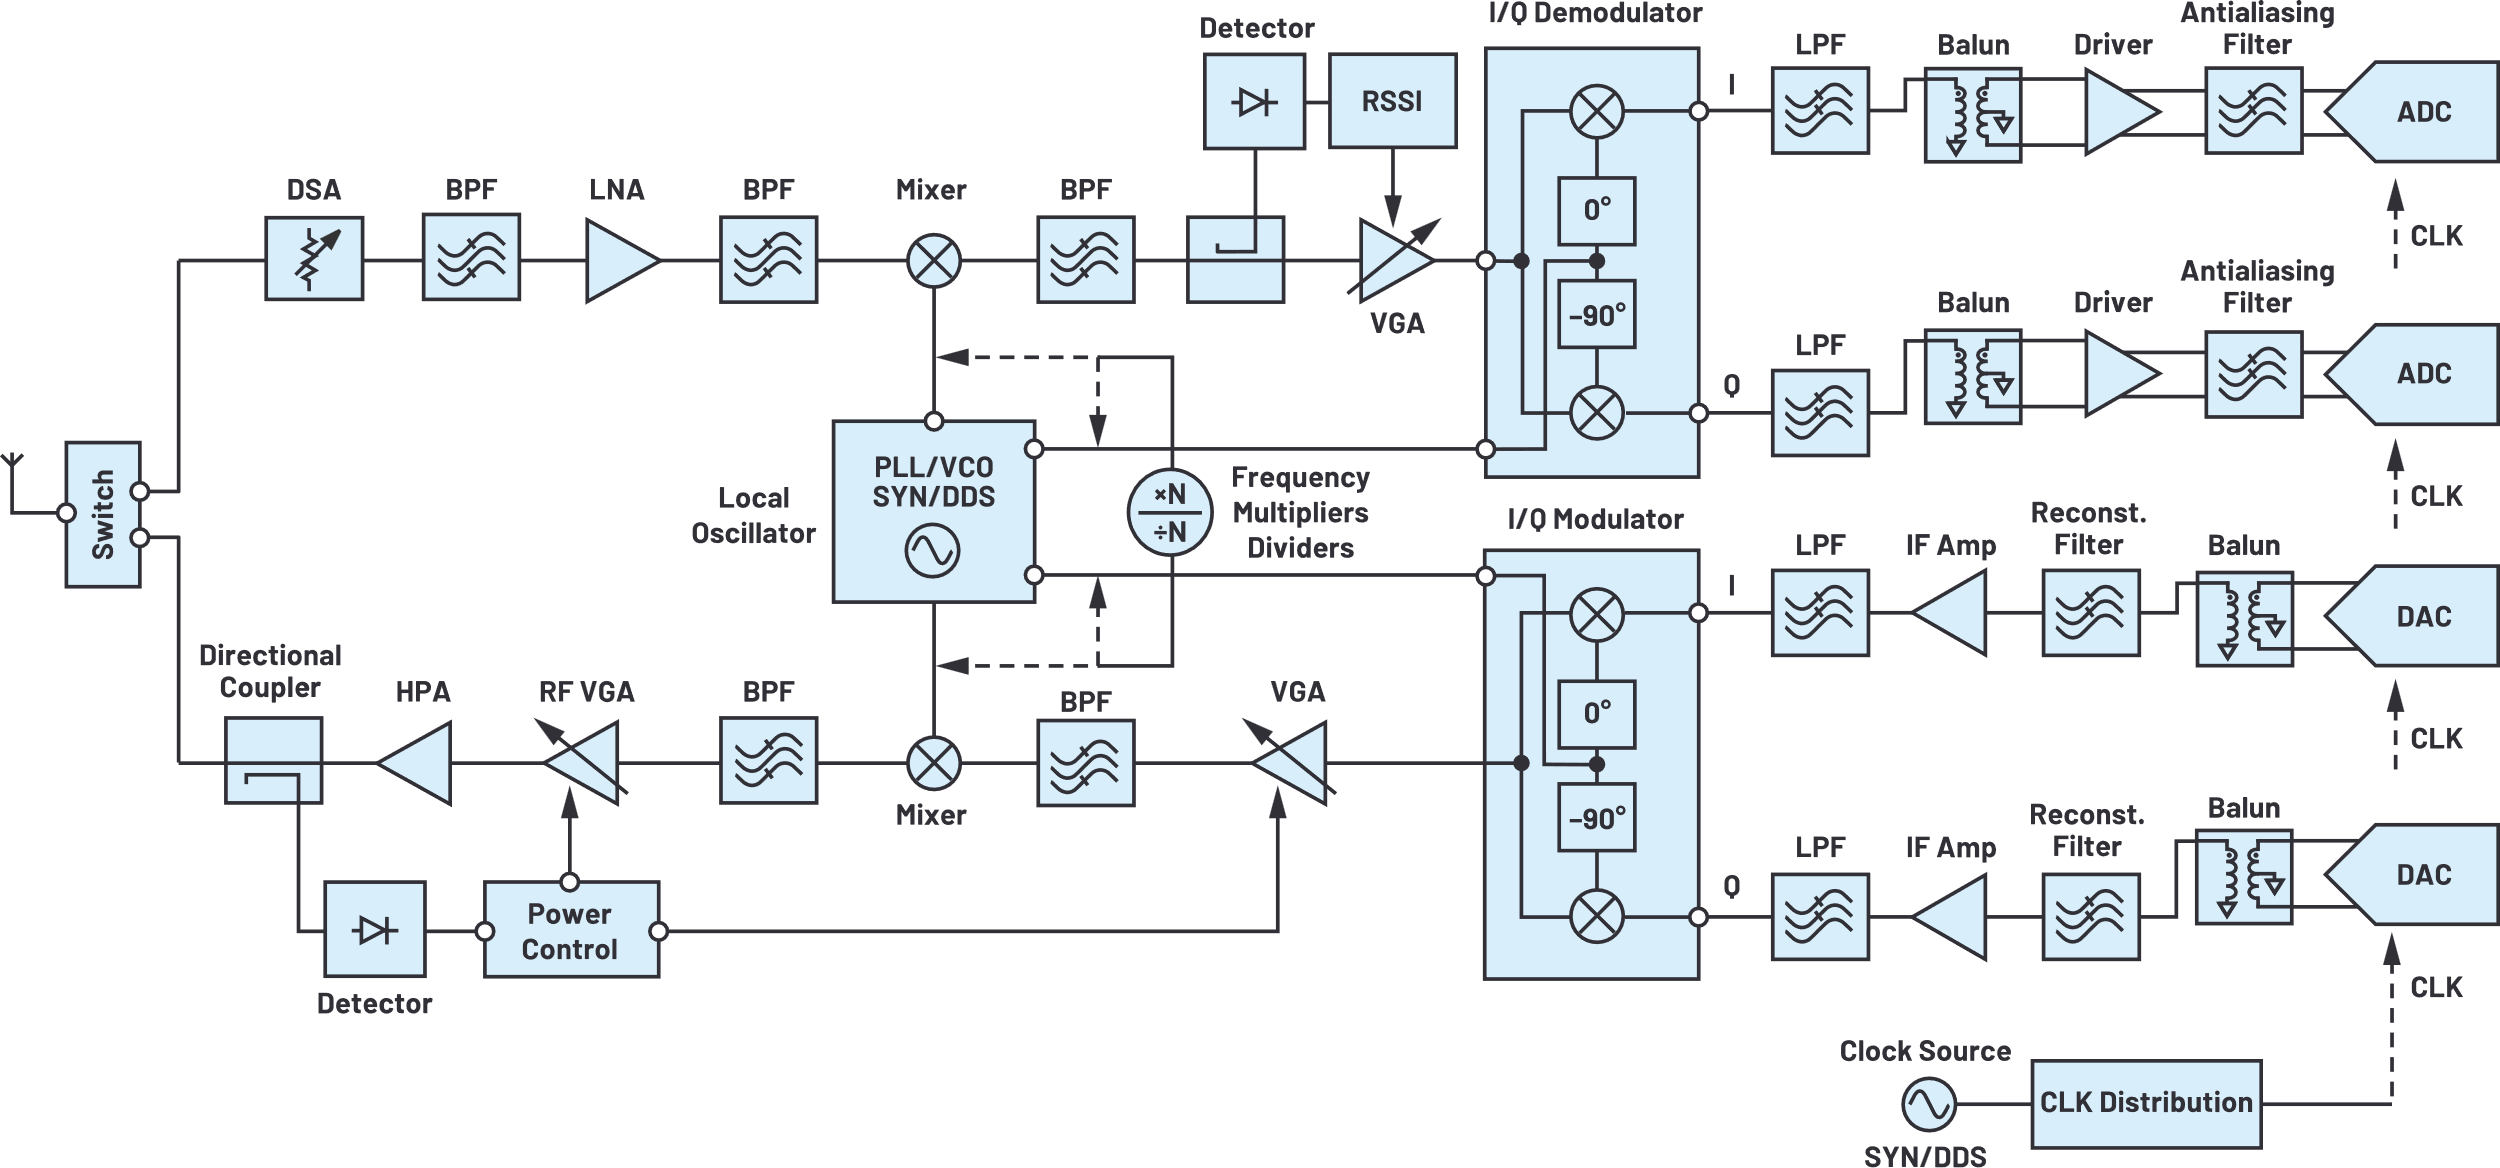 I/Q Demodulator
Detector
RSSI
I
LPF
Balun
Driver
Antialiasing
Filter
ADC
CLK
DSA
BPF
LNA
BPF
Mixer
BPF
VGA
0°
–90°
Q
LPF
Balun
Driver
Antialiasing
Filter
ADC
CLK
Switch
Local
Oscillator
PLL/VCO
SYN/DDS
×N
÷N
Frequency
Multipliers
Dividers
I/Q Modulator
I
LPF
IF Amp
Reconst.
Filter
Balun
DAC
CLK
Directional
Coupler
HPA
RF VGA
BPF
Mixer
BPF
VGA
0°
–90°
Q
LPF
IF Amp
Reconst.
Filter
Balun
DAC
CLK
Detector
Power
Control
Clock Source
SYN/DDS
CLK Distribution